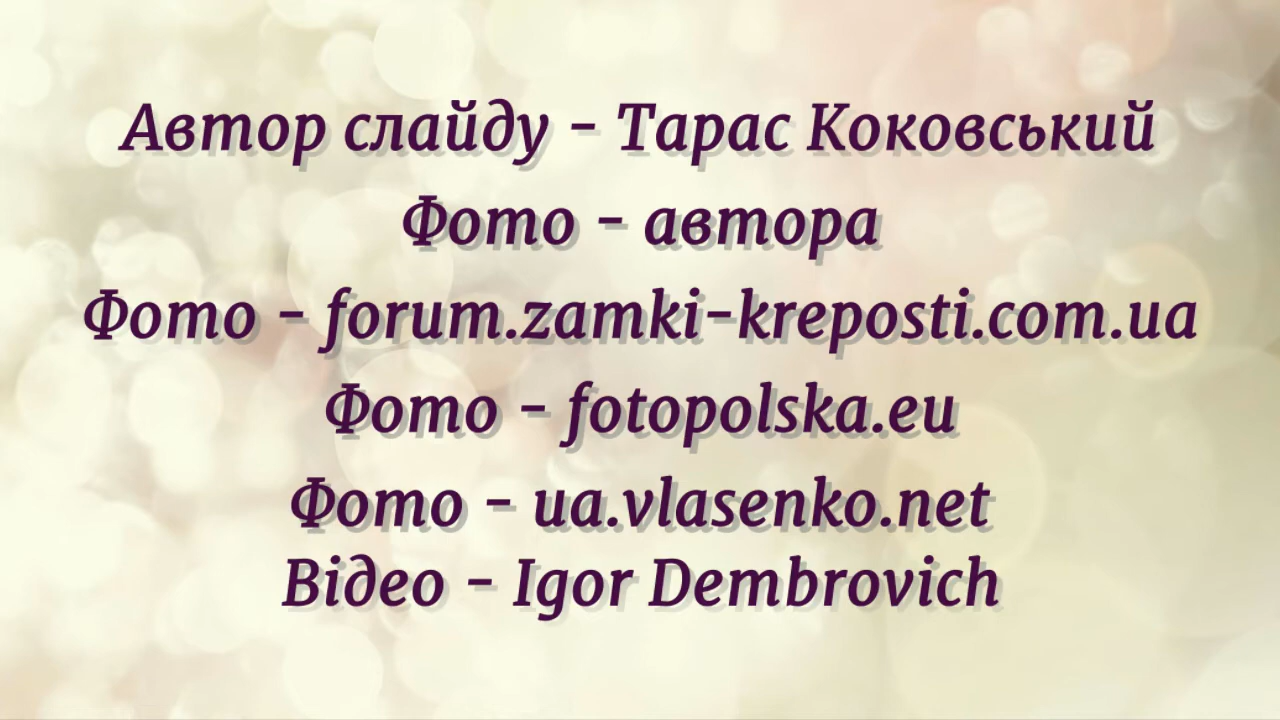 Автор слайду - Тарас Коковський
Фото - автора
Фото - forum.zamki-kreposti.com.ua
Фото - fotopolska.eu
Фото - ua.vlasenko.net
Відео - Igor Dembrovich